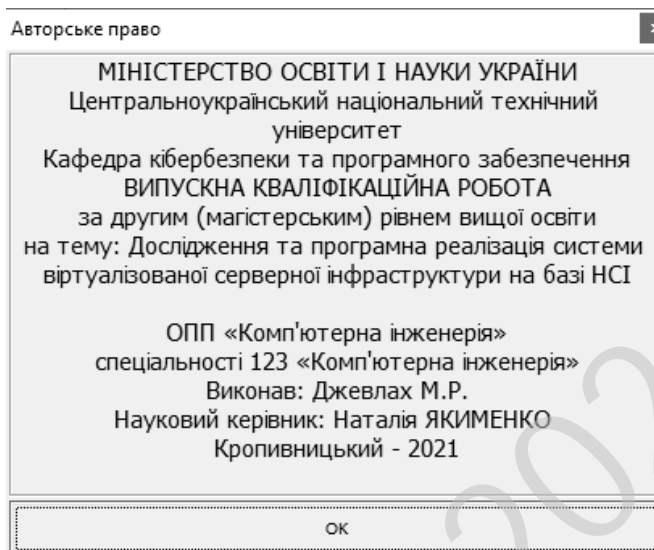 Авторське право
МІНІСТЕРСТВО ОСВІТИ І НАУКИ УКРАЇНИ
Центральноукраїнський національний технічний
університет
Кафедра кібербезпеки та програмного забезпечення
ВИПУСКНА КВАЛІФІКАЦІЙНА РОБОТА
за другим (магістерським) рівнем вищої освіти
на тему: Дослідження та програмна реалізація системи
віртуалізованої серверної інфраструктури на базі HCI
ОПП «Комп'ютерна інженерія»
спеціальності 123 «Комп'ютерна інженерія»
Виконав: Джевлах М.Р.
Науковий керівник: Наталія ЯКИМЕНКО
Кропивницький - 2021
ОК